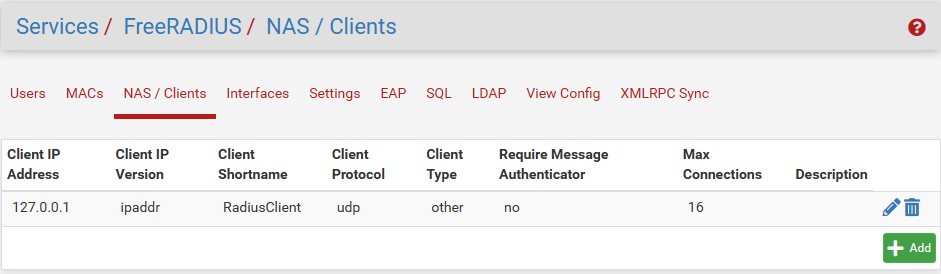 Services / FreeRADIUS / NAS / Clients
Users MACs NAS / Clients Interfaces Settings EAP SQL LDAP View Config XMLRPC Sync
Client IP Client IP Client Client Client Require Message Max
Address Version Shortname Protocol Type Authenticator Connections Description
127.0.0.1 ipaddr RadiusClient udp other no 16
Add